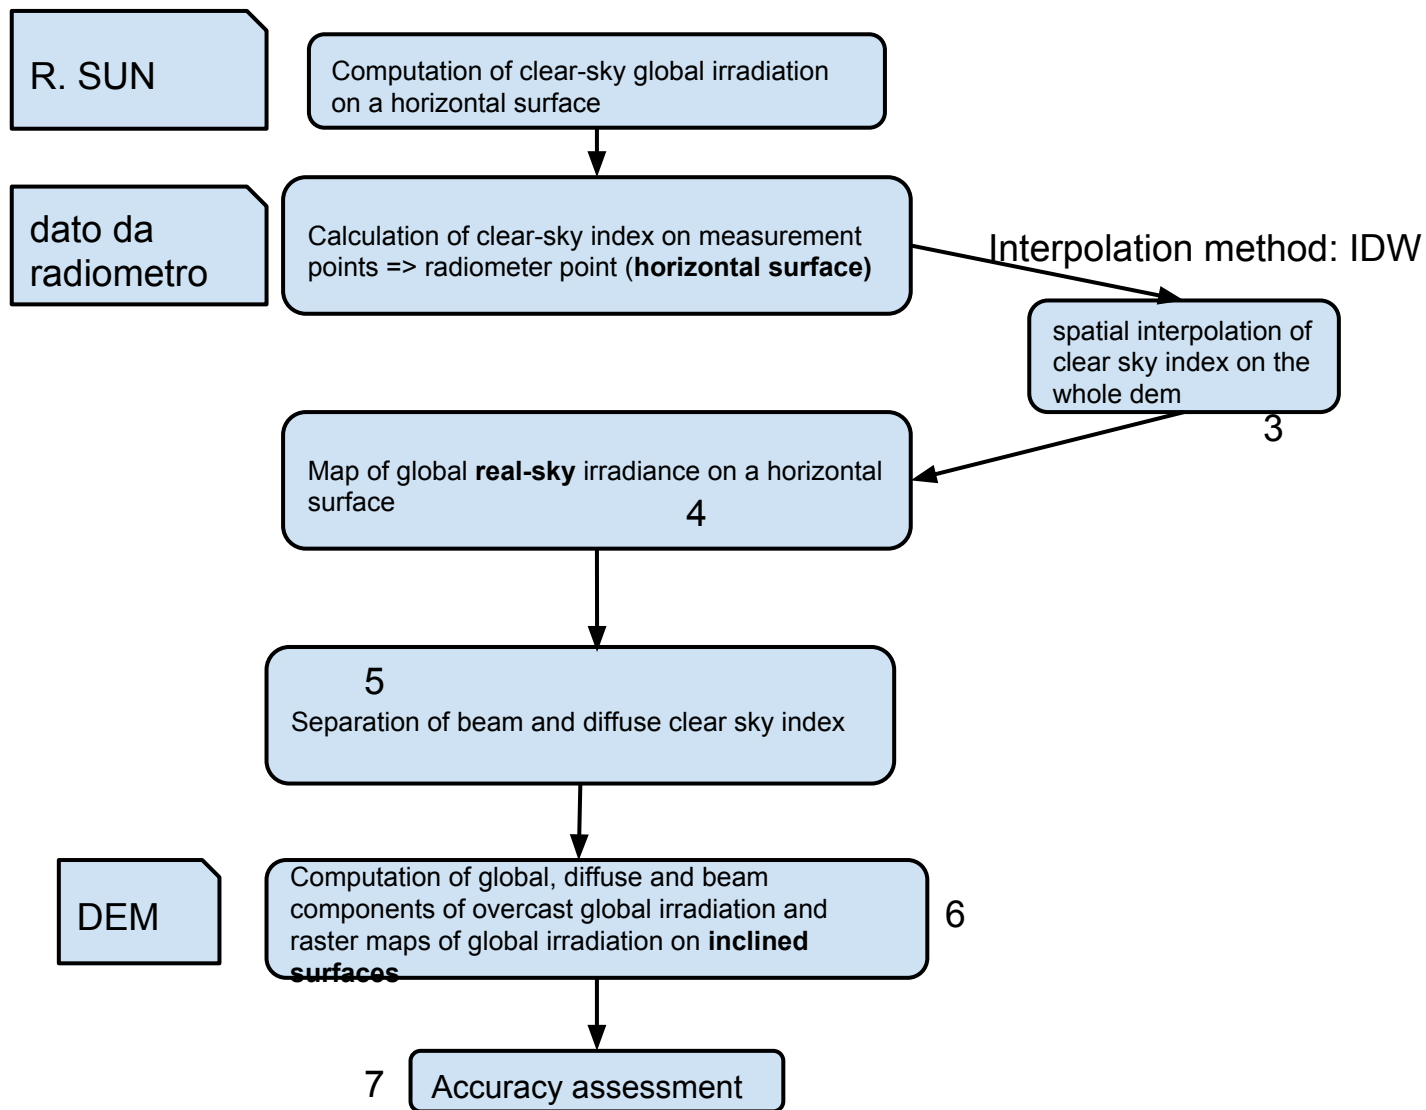 R. SUN
Computation of clear-sky global irradiation
on a horizontal surface
dato da
radiometro
Calculation of clear-sky index on measurement
points => radiometer point (horizontal surface)
Interpolation method: IDW
spatial interpolation of
clear sky index on the
whole dem
3
Map of global real-sky irradiance on a horizontal
surface
4
5
Separation of beam and diffuse clear sky index
DEM
Computation of global, diffuse and beam
components of overcast global irradiation and
raster maps of global irradiation on inclined
surfaces
6
7
Accuracy assessment